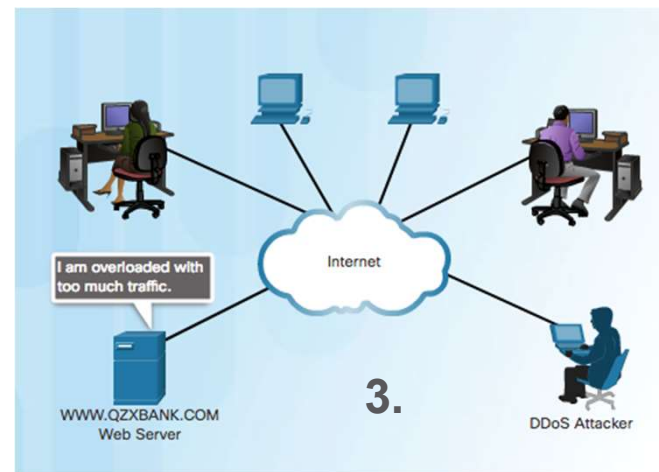 Internet
I am overloaded with
too much traffic.
WWW.QZXBANK.COM
Web Server
3.
DDoS Attacker